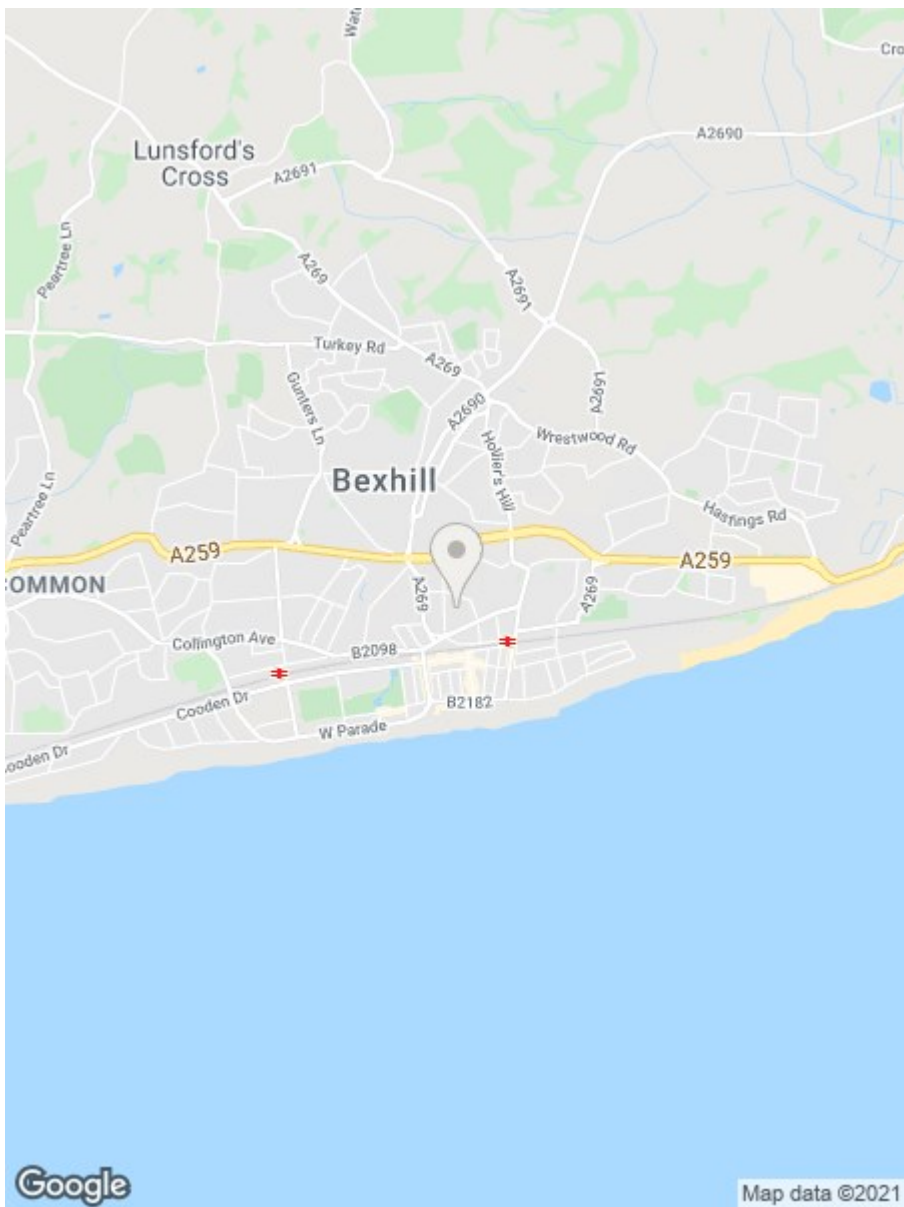 Wat
Cro
A2690
Lunsford's
Cross
A2691
Peartree Ln
A269
A2691
Turkey Rd
A269
A2691
Gunters Ln
A2690
Wrestwood Rd
Hollier's Hill
Bexhill
Peartree Ln
Hastings Rd
A259
A259
COMMON
A269
A269
Collington Ave
B2098
Cooden Dr
B2182
W Parade
Cooden Dr
Google
Map data ©2021